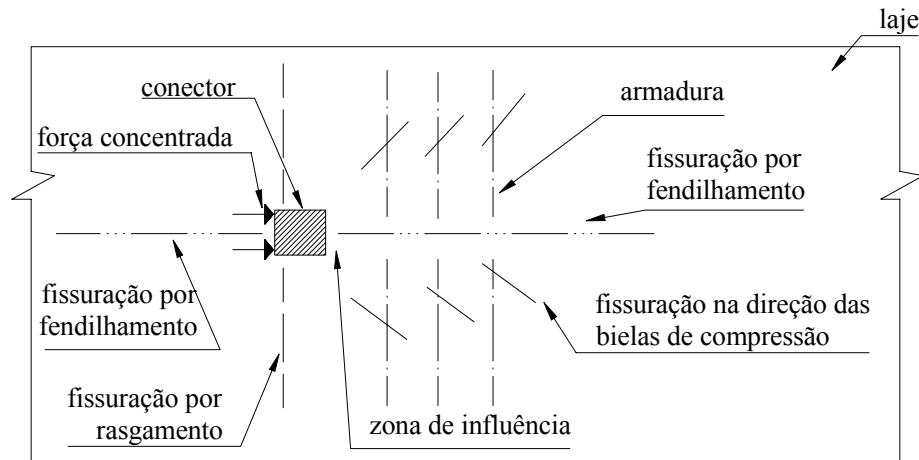 laje
conector
armadura
força concentrada
fissuração por
fendilhamento
fissuração por
fendilhamento
fissuração na direção das
bielas de compressão
fissuração por
rasgamento
zona de influência